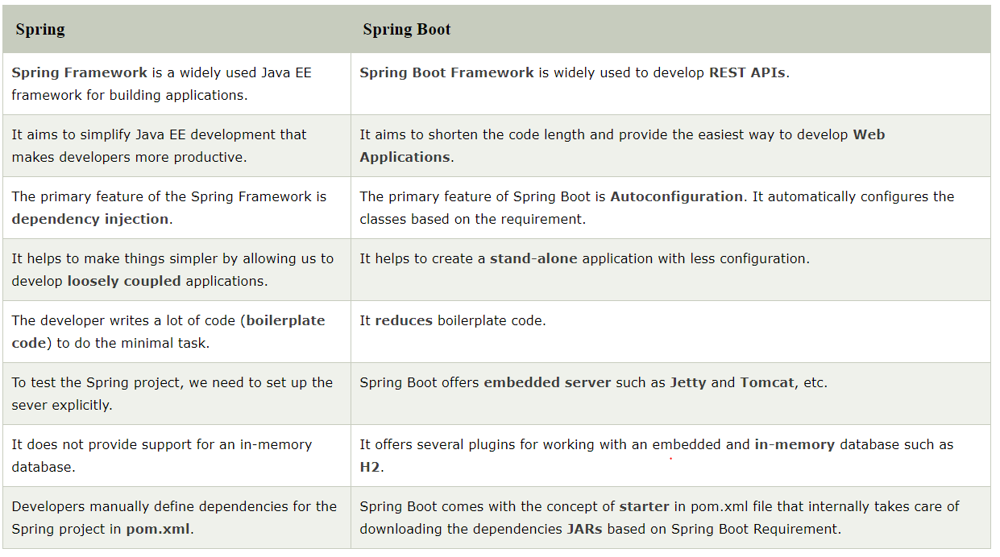 Spring
Spring Boot
Spring Framework is a widely used Java EE
framework for building applications.
Spring Boot Framework is widely used to develop REST APIs.
It aims to simplify Java EE development that
makes developers more productive.
It aims to shorten the code length and provide the easiest way to develop Web
Applications.
The primary feature of the Spring Framework is
dependency injection.
The primary feature of Spring Boot is Autoconfiguration. It automatically configures the
classes based on the requirement.
It helps to make things simpler by allowing us to
develop loosely coupled applications.
It helps to create a stand-alone application with less configuration.
The developer writes a lot of code (boilerplate
code) to do the minimal task.
It reduces boilerplate code.
To test the Spring project, we need to set up the
sever explicitly.
Spring Boot offers embedded server such as Jetty and Tomcat, etc.
It does not provide support for an in-memory
database.
It offers several plugins for working with an embedded and in-memory database such as
H2.
Developers manually define dependencies for the
Spring project in pom.xml.
Spring Boot comes with the concept of starter in pom.xml file that internally takes care of
downloading the dependencies JARs based on Spring Boot Requirement.